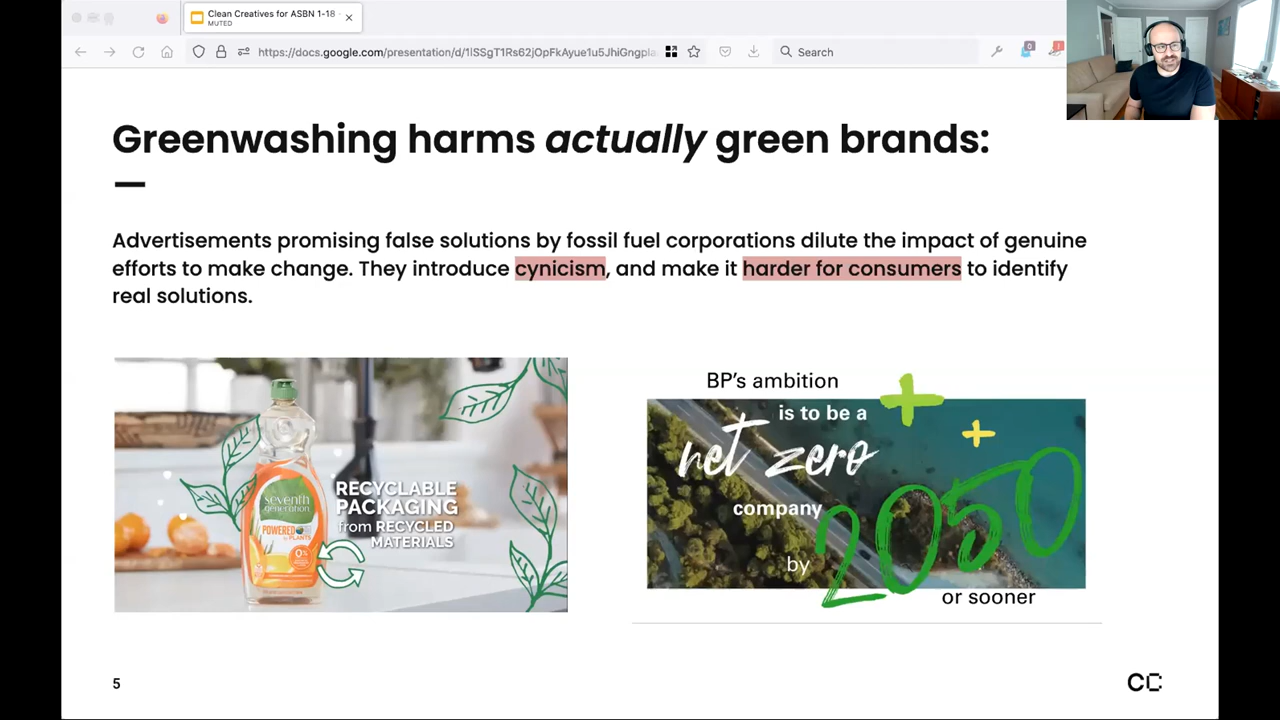 Clean Creatives for ASBN 1-18 -
MUTED
https://docs.google.com/presentation/d/1lSSgT1Rs62jOpFkAyue1u5JhiGngpla
Search
Greenwashing harms actually green brands:
Advertisements promising false solutions by fossil fuel corporations dilute the impact of genuine
efforts to make change. They introduce cynicism, and make it harder for consumers to identify
real solutions.
seventh
generation
POWERED
by PLANTS
0%
RECYCLABLE
PACKAGING
from RECYCLED
MATERIALS
BP's ambition
is to be a
net zero
company
by
2050
or sooner
5
CC